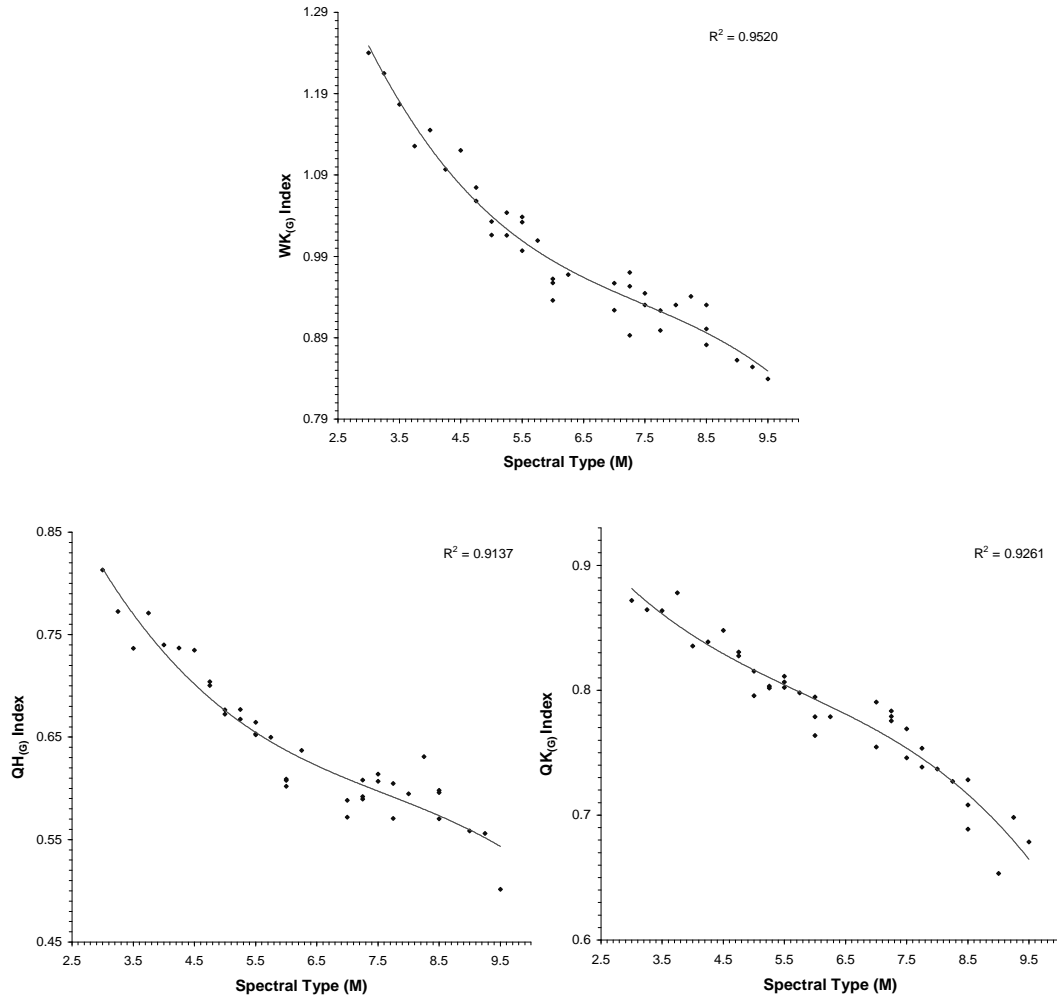 R² = 0.9520
1.29
1.19
1.09
0.99
0.89
0.79
WK(G) Index
2.5 3.5 4.5 5.5 6.5 7.5 8.5 9.5
Spectral Type (M)
R² = 0.9137
0.85
0.75
0.65
0.55
0.45
QH(G) Index
2.5 3.5 4.5 5.5 6.5 7.5 8.5 9.5
Spectral Type (M)
R² = 0.9261
0.9
0.8
0.7
0.6
QK(G) Index
2.5 3.5 4.5 5.5 6.5 7.5 8.5 9.5
Spectral Type (M)